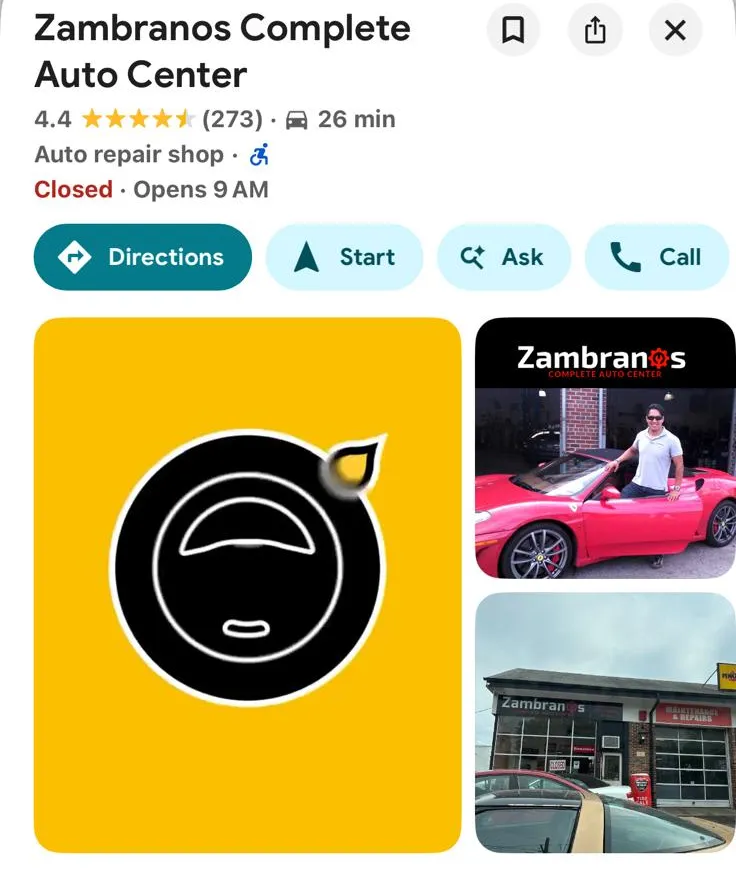 Zambranos Complete
Auto Center
4.4 (273) · 26 min
Auto repair shop ·
Closed · Opens 9 AM
Directions
Start
Ask
Call
Zambranos
COMPLETE AUTO CENTER
Zambranos
MAINTENANCE
& REPAIRS